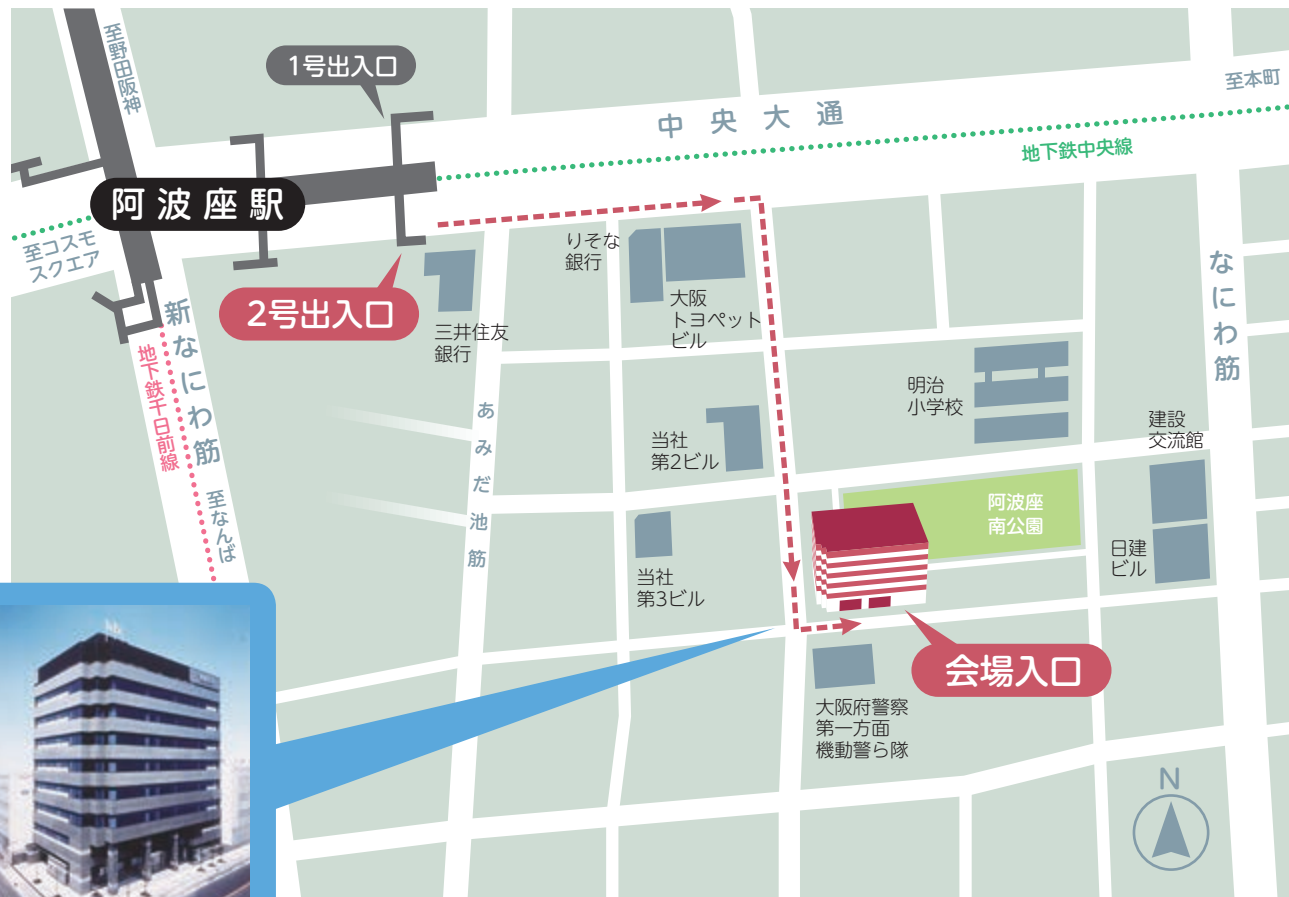 至野田阪神
1号出入口
至本町
中央大通
地下鉄中央線
阿波座駅
至コスモ
スクエア
りそな
銀行
なにわ筋
2号出入口
大阪
トヨペット
ビル
新なにわ筋
三井住友
銀行
地下鉄千日前線
明治
小学校
あみだ池筋
建設
交流館
当社
第2ビル
至なんば
阿波座
南公園
日建
ビル
当社
第3ビル
会場入口
大阪府警察
第一方面
機動警ら隊
N